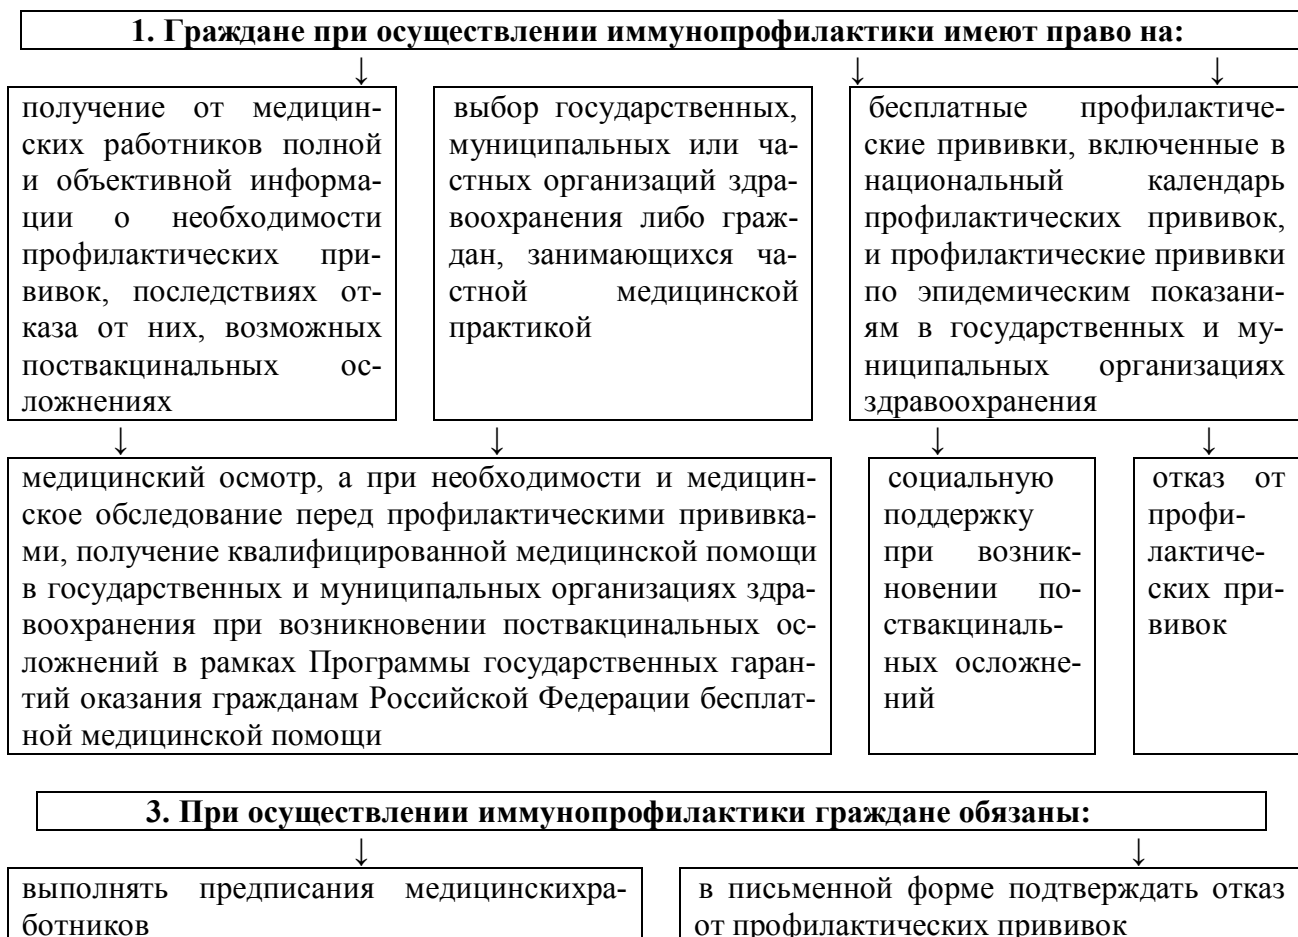 1. Граждане при осуществлении иммунопрофилактики имеют право на:
↓ ↓ ↓
получение от медицин-
ских работников полной
и объективной информа-
ции о необходимости
профилактических при-
вивок, последствиях от-
каза от них, возможных
поствакцинальных ос-
ложнениях
выбор государственных,
муниципальных или ча-
стных организаций здра-
воохранения либо граж-
дан, занимающихся ча-
стной медицинской
практикой
бесплатные профилактиче-
ские прививки, включенные в
национальный календарь
профилактических прививок,
и профилактические прививки
по эпидемическим показани-
ям в государственных и му-
ниципальных организациях
здравоохранения
↓ ↓ ↓ ↓
медицинский осмотр, а при необходимости и медицин-
ское обследование перед профилактическими прививка-
ми, получение квалифицированной медицинской помощи
в государственных и муниципальных организациях здра-
воохранения при возникновении поствакцинальных ос-
ложнений в рамках Программы государственных гаран-
тий оказания гражданам Российской Федерации бесплат-
ной медицинской помощи
социальную
поддержку
при возник-
новении по-
ствакциналь-
ных осложне-
ний
отказ от
профи-
лактиче-
ских при-
вивок
3. При осуществлении иммунопрофилактики граждане обязаны:
↓ ↓
выполнять предписания медицинскихра-
ботников
в письменной форме подтверждать отказ
от профилактических прививок